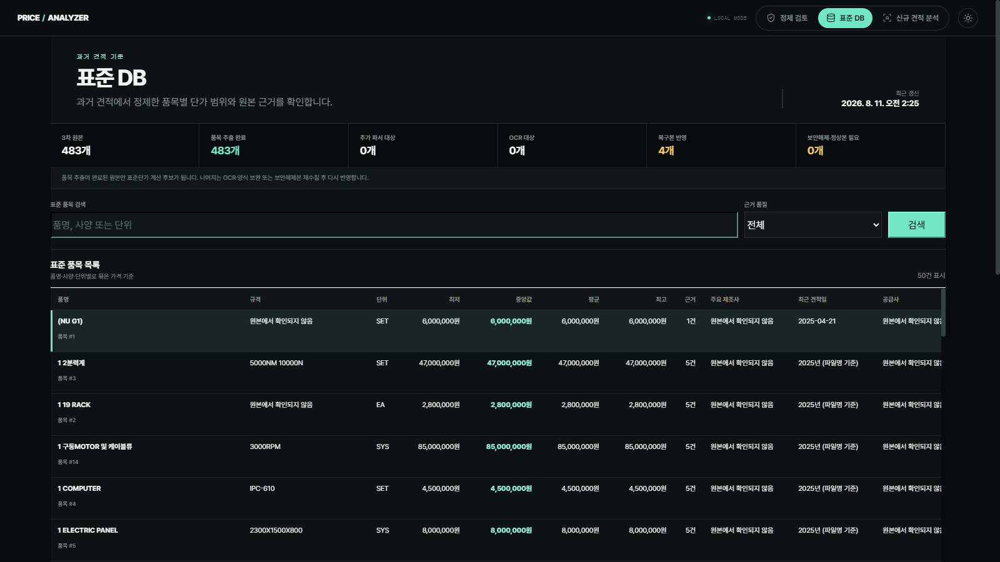 PRICE / ANALYZER
LOCAL MODE
정제 검토
표준 DB
신규 견적 분석
과거 견적 기준
표준 DB
과거 견적에서 정제한 품목별 단가 범위와 원본 근거를 확인합니다.
최근 갱신
2026. 8. 11. 오전 2:25
3차 원본
483개
품목 추출 완료
483개
추가 파서 대상
0개
OCR 대상
0개
복구본 반영
4개
보안해제·정상본 필요
0개
품목 추출이 완료된 원본만 표준단가 계산 후보가 됩니다. 나머지는 OCR·양식 보완 또는 보안해제본 재수집 후 다시 반영합니다.
표준 품목 검색
근거 품질
품명, 사양 또는 단위
전체
검색
표준 품목 목록
품명·사양·단위별로 묶은 가격 기준
50건 표시
품명 규격 단위 최저 중앙값 평균 최고 근거 주요 제조사 최근 견적일 공급사
(NU G1) 원본에서 확인되지 않음 SET 6,000,000원 6,000,000원 6,000,000원 6,000,000원 1건 원본에서 확인되지 않음 2025-04-21 원본에서 확인되지 않
품목 #1
1 2분력계 5000NM 10000N SET 47,000,000원 47,000,000원 47,000,000원 47,000,000원 5건 원본에서 확인되지 않음 2025년 (파일명 기준) 원본에서 확인되지 않
품목 #3
1 19 RACK 원본에서 확인되지 않음 EA 2,800,000원 2,800,000원 2,800,000원 2,800,000원 5건 원본에서 확인되지 않음 2025년 (파일명 기준) 원본에서 확인되지 않
품목 #2
1 구동MOTOR 및 케이블류 3000RPM SYS 85,000,000원 85,000,000원 85,000,000원 85,000,000원 5건 원본에서 확인되지 않음 2025년 (파일명 기준) 원본에서 확인되지 않
품목 #14
1 COMPUTER IPC-610 SET 4,500,000원 4,500,000원 4,500,000원 4,500,000원 5건 원본에서 확인되지 않음 2025년 (파일명 기준) 원본에서 확인되지 않
품목 #4
1 ELECTRIC PANEL 2300X1500X800 SYS 8,000,000원 8,000,000원 8,000,000원 8,000,000원 5건 원본에서 확인되지 않음 2025년 (파일명 기준) 원본에서 확인되지 않
품목 #5